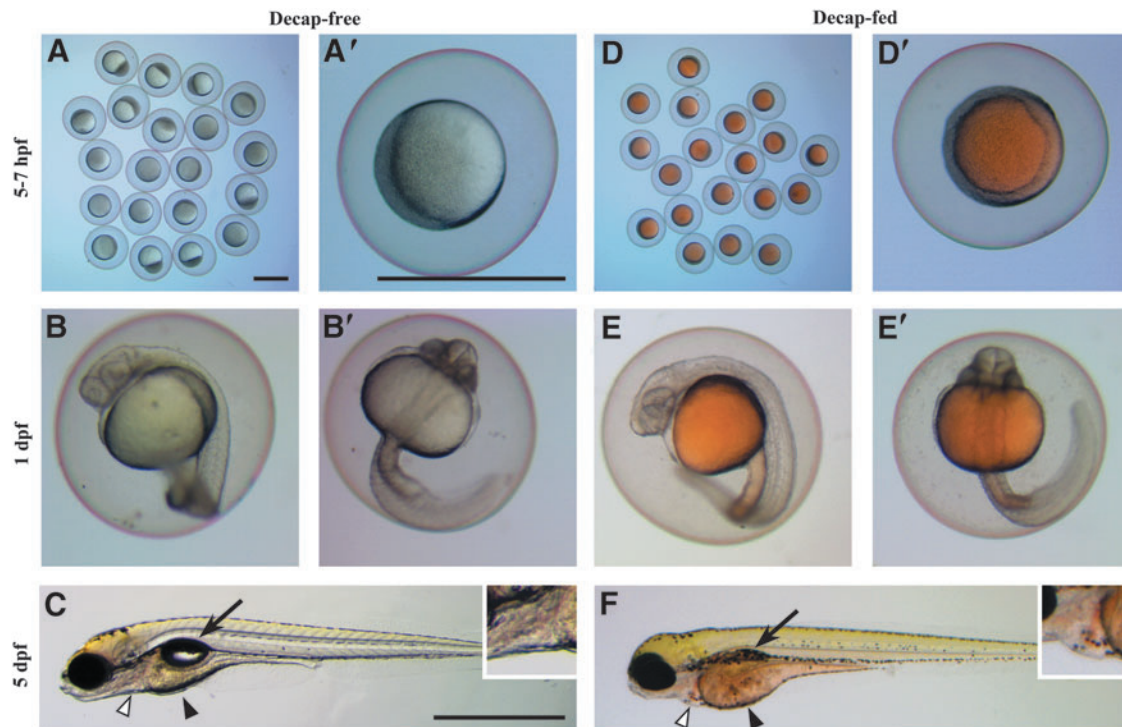 Decap-free
Decap-fed
A
A′
D
D′
5-7 hpf
B
B′
E
E′
1 dpf
C
F
5 dpf